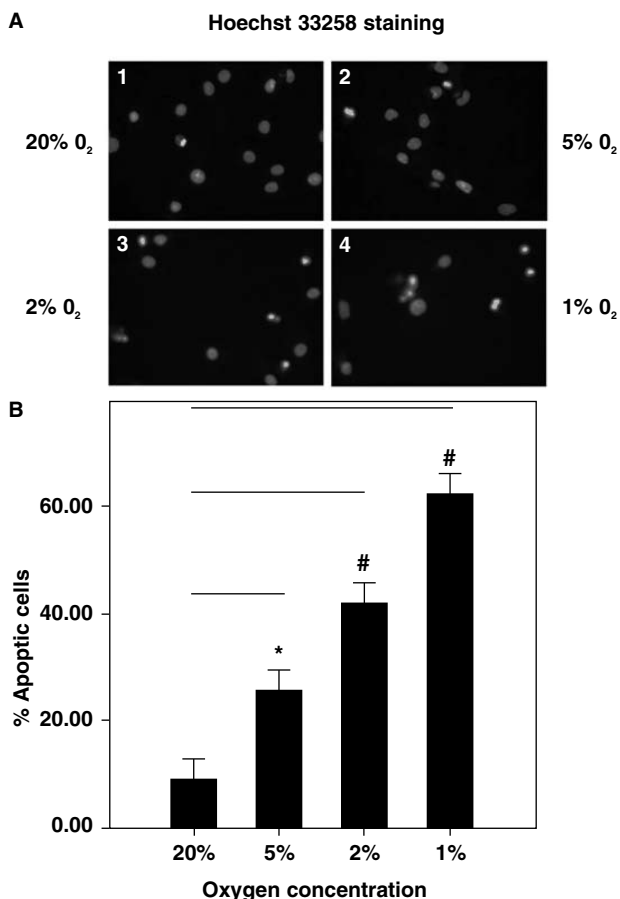 A
Hoechst 33258 staining
1
2
20% 0₂
5% 0₂
3
4
2% 0₂
1% 0₂
B
60.00
40.00
20.00
0.00
% Apoptic cells
*
#
#
20% 5% 2% 1%
Oxygen concentration